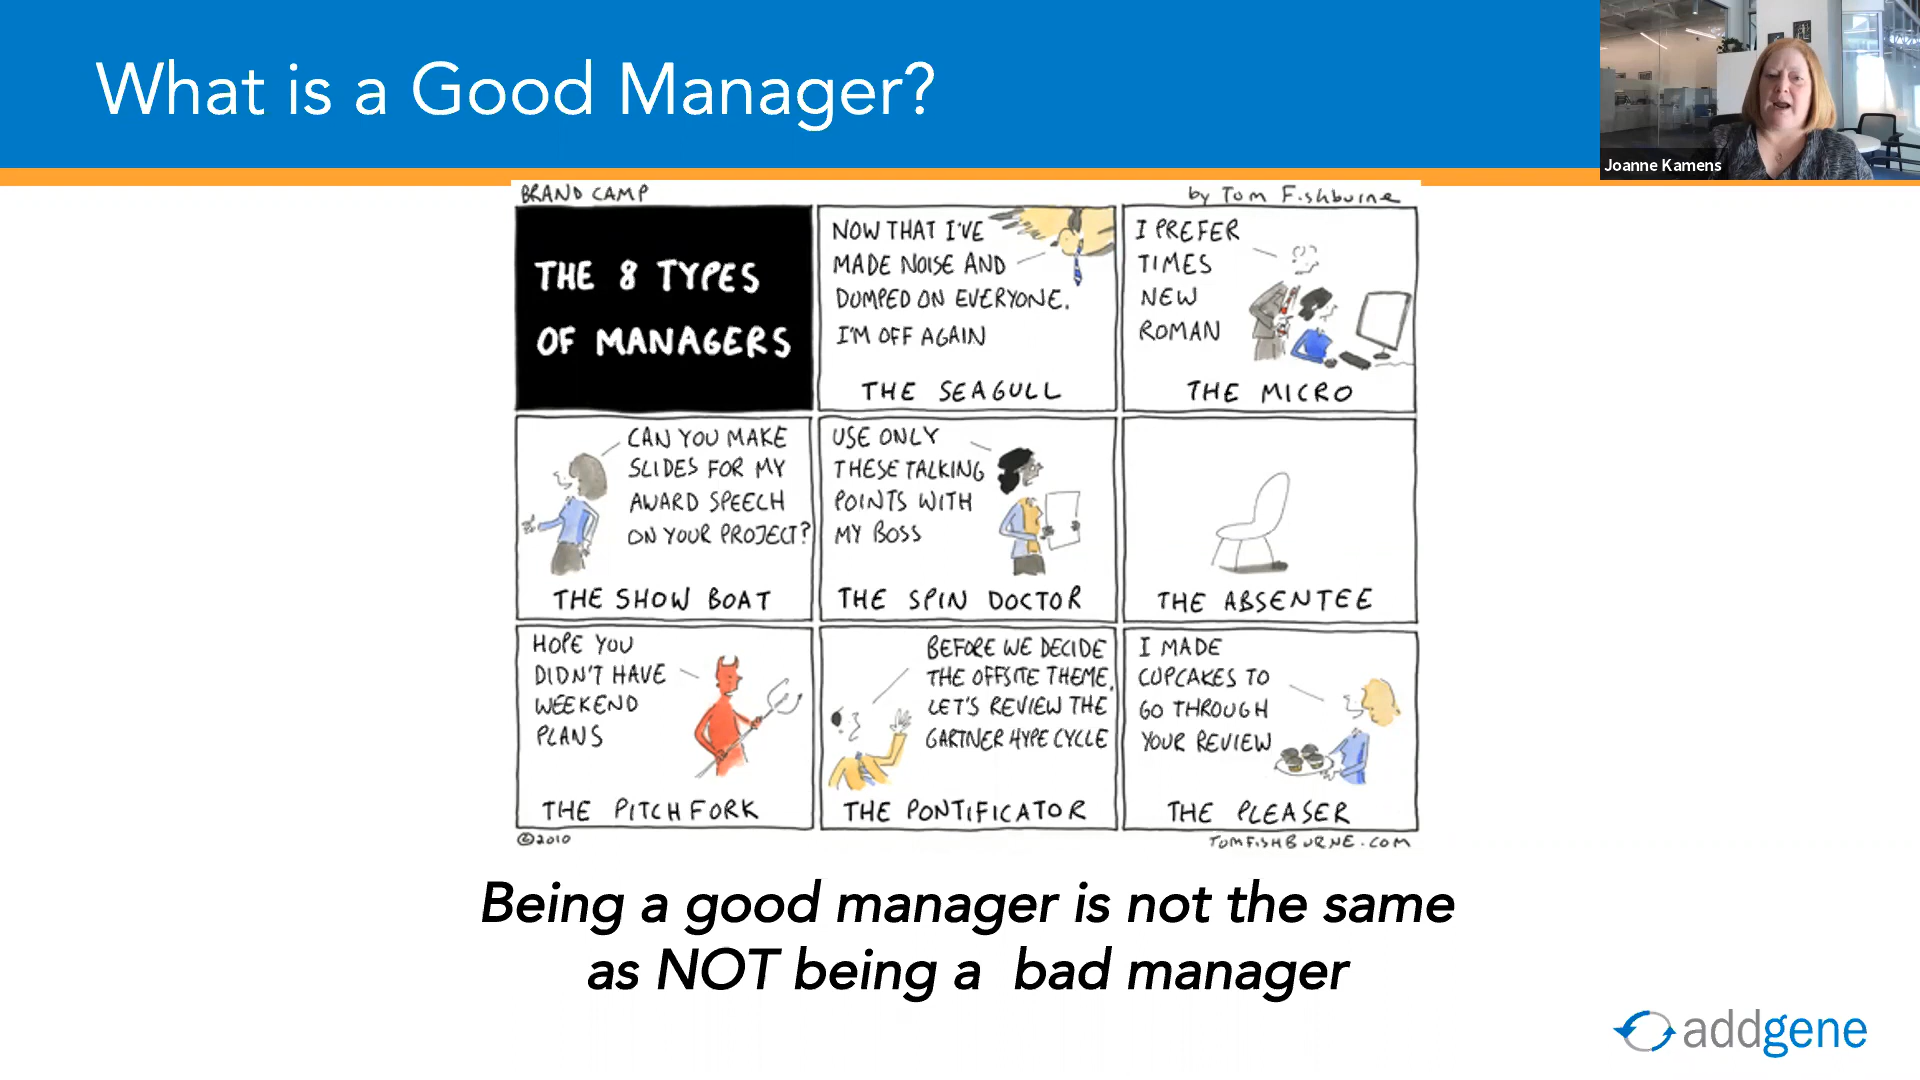 What is a Good Manager?
Joanne Kamens
BRAND CAMP
by Tom Fishburne
THE 8 TYPES
OF MANAGERS
NOW THAT I'VE
MADE NOISE AND
DUMPED ON EVERYONE.
I'M OFF AGAIN
THE SEAGULL
I PREFER
TIMES
NEW
ROMAN
THE MICRO
CAN YOU MAKE
SLIDES FOR MY
AWARD SPEECH
ON YOUR PROJECT?
THE SHOW BOAT
USE ONLY
THESE TALKING
POINTS WITH
MY BOSS
THE SPIN DOCTOR
THE ABSENTEE
HOPE YOU
DIDN'T HAVE
WEEKEND
PLANS
THE PITCHFORK
BEFORE WE DECIDE
THE OFFSITE THEME,
LET'S REVIEW THE
GARTNER HYPE CYCLE
THE PONTIFICATOR
I MADE
CUPCAKES TO
GO THROUGH
YOUR REVIEW
THE PLEASER
©2010
TOMFISHBURNE.COM
Being a good manager is not the same
as NOT being a bad manager
addgene